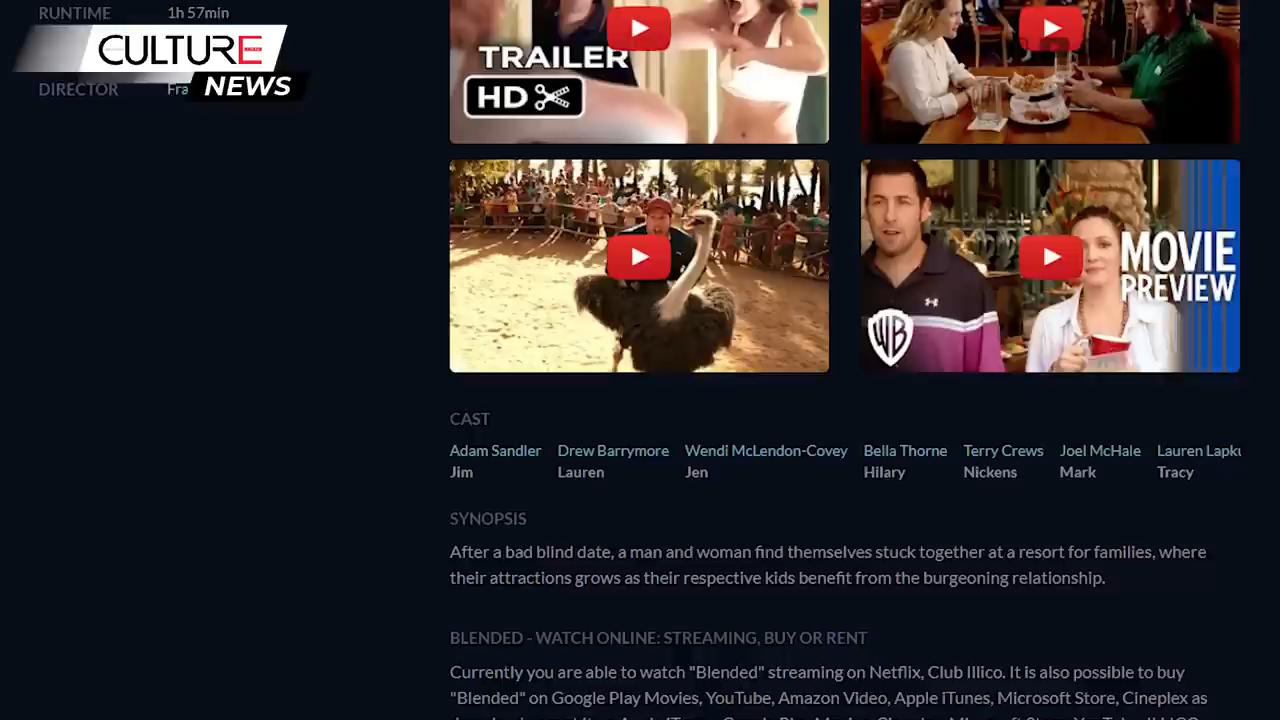 RUNTIME 1h 57min
CULTURE
NEWS
DIRECTOR Fra
TRAILER
HD
MOVIE
PREVIEW
WB
CAST
Adam Sandler Drew Barrymore Wendi McLendon-Covey Bella Thorne Terry Crews Joel McHale Lauren Lapku
Jim Lauren Jen Hilary Nickens Mark Tracy
SYNOPSIS
After a bad blind date, a man and woman find themselves stuck together at a resort for families, where
their attractions grows as their respective kids benefit from the burgeoning relationship.
BLENDED - WATCH ONLINE: STREAMING, BUY OR RENT
Currently you are able to watch "Blended" streaming on Netflix, Club Illico. It is also possible to buy
"Blended" on Google Play Movies, YouTube, Amazon Video, Apple iTunes, Microsoft Store, Cineplex as